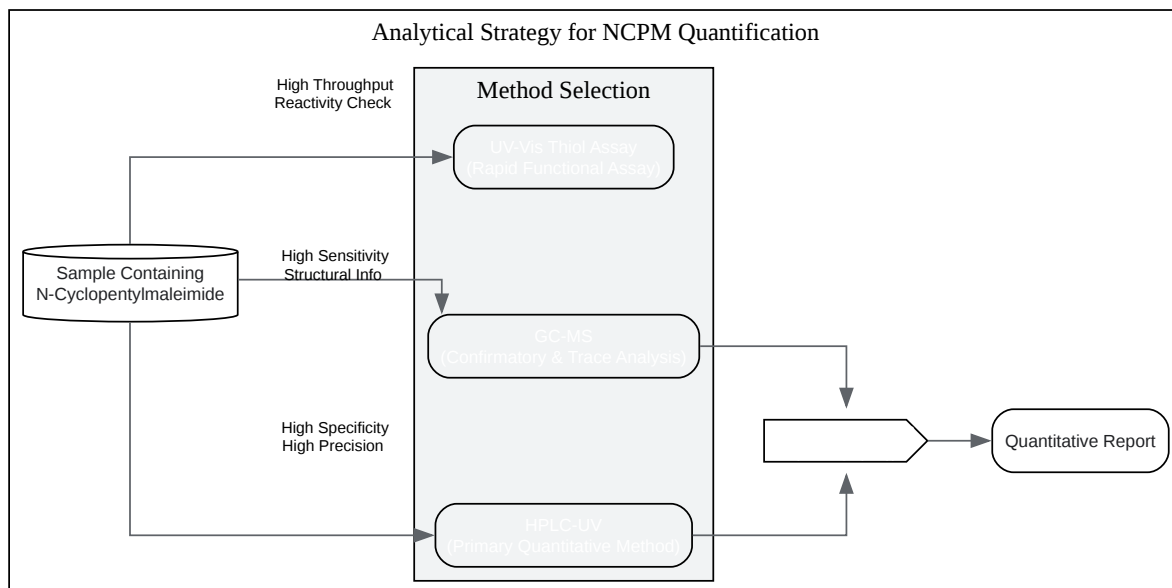 Analytical Strategy for NCPM Quantification
High Throughput
Reactivity Check
Method Selection
UV-Vis Thiol Assay
(Rapid Functional Assay)
High Sensitivity
Structural Info
Sample Containing
N-Cyclopentylmaleimide
GC-MS
(Confirmatory & Trace Analysis)
High Specificity
High Precision
Quantitative Report
HPLC-UV
(Primary Quantitative Method)